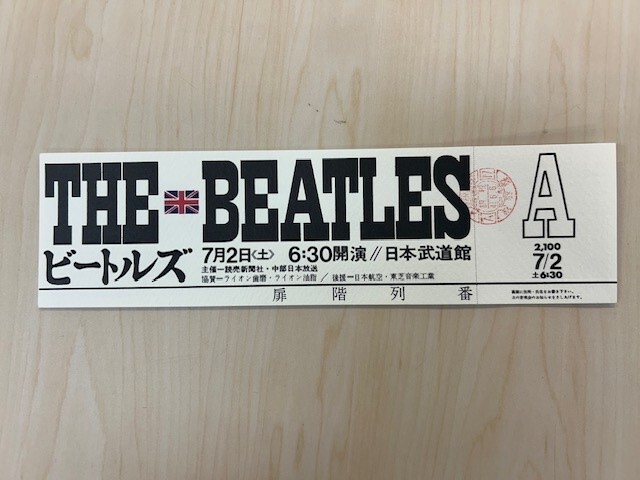 THE BEATLES
ビートルズ
7月2日〈土〉 6:30開演//日本武道館
主催ー読売新聞社・中部日本放送
協賛ーライオン歯磨・ライオン油脂/後援ー日本航空・東芝音楽工業
扉 階 列 番
A
2,100
7/2
土6:30